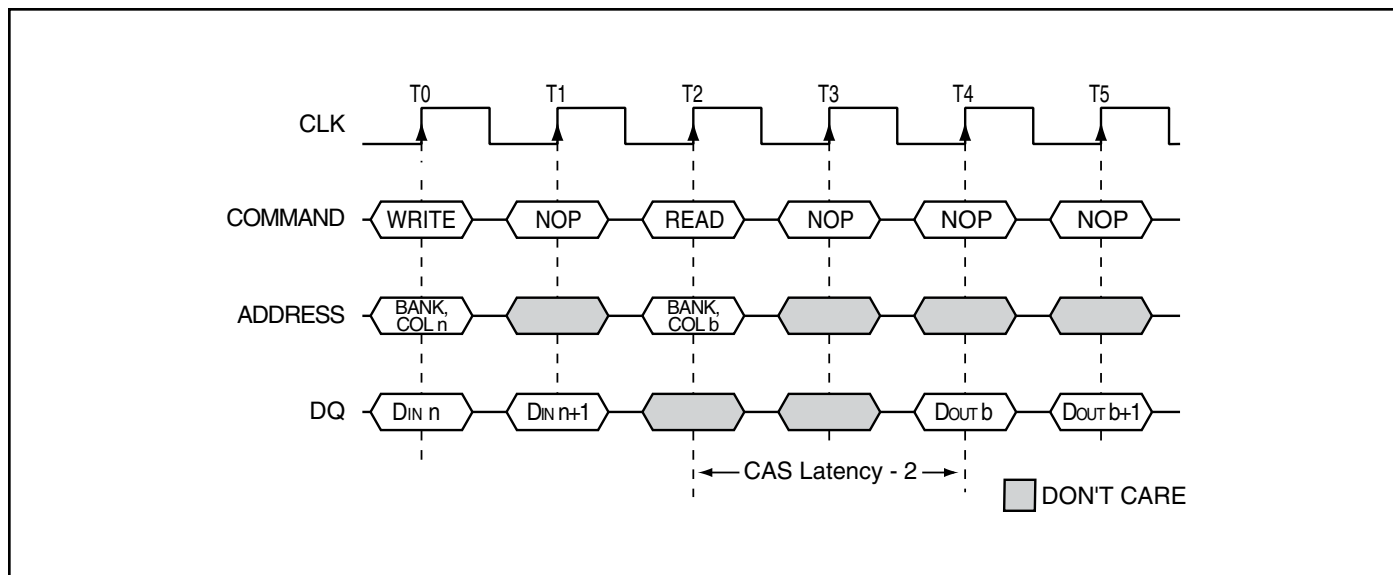 T0 T1 T2 T3 T4 T5
CLK
COMMAND WRITE NOP READ NOP NOP NOP
ADDRESS BANK, COL n BANK, COL b
DQ DIN n DIN n+1 DOUT b DOUT b+1
CAS Latency - 2
DON'T CARE